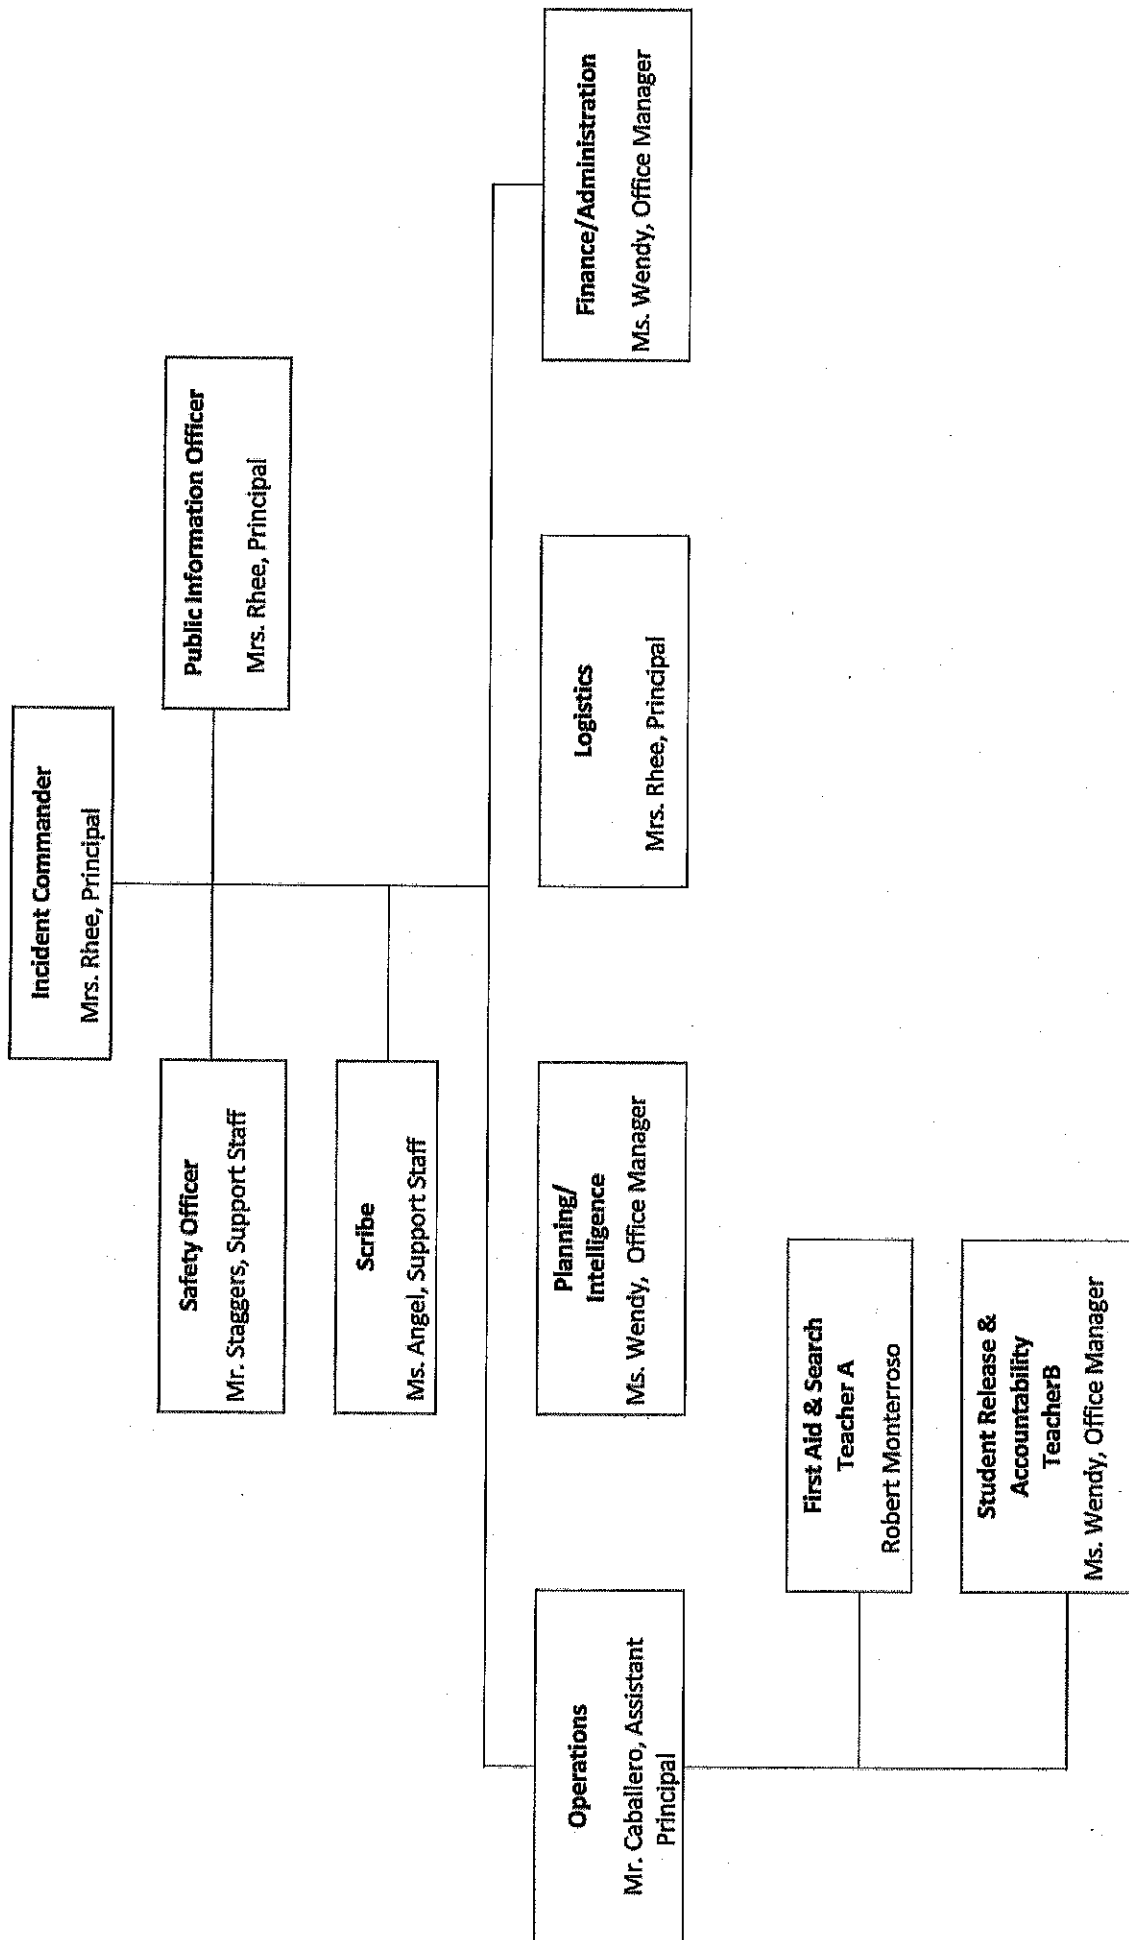 Incident Commander
Mrs. Rhee, Principal
Safety Officer
Mr. Staggers, Support Staff
Public Information Officer
Mrs. Rhee, Principal
Scribe
Ms. Angel, Support Staff
Operations
Mr. Caballero, Assistant
Principal
Planning/
Intelligence
Ms. Wendy, Office Manager
Logistics
Mrs. Rhee, Principal
Finance/Administration
Ms. Wendy, Office Manager
First Aid & Search
Teacher A
Robert Monterroso
Student Release &
Accountability
TeacherB
Ms. Wendy, Office Manager